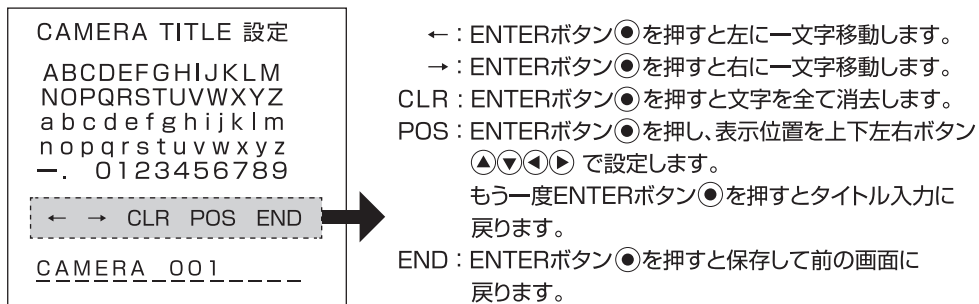 CAMERA TITLE 設定
ABCDEFGHIJKLM
NOPQRSTUVWXYZ
abcdefghijklm
nopqrstuvwxyz
ー. 0123456789
← → CLR POS END
CAMERA_001
←：ENTERボタン◉を押すと左に一文字移動します。
→：ENTERボタン◉を押すと右に一文字移動します。
CLR：ENTERボタン◉を押すと文字を全て消去します。
POS：ENTERボタン◉を押し、表示位置を上下左右ボタン
▲▼◀▶ で設定します。
もう一度ENTERボタン◉を押すとタイトル入力に
戻ります。
END：ENTERボタン◉を押すと保存して前の画面に
戻ります。